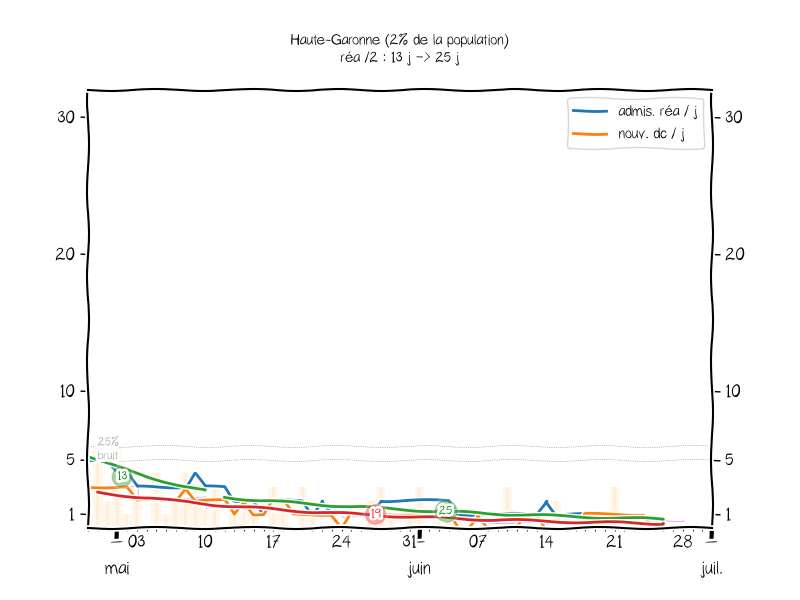 Haute-Garonne (2% de la population)
réa /2 : 13 j -> 25 j
admis. réa / j
nouv. dc / j
30
30
20
20
10
10
25%
bruit
5
5
13
19
25
1
1
03 10 17 24 31 07 14 21 28
mai juin juil.